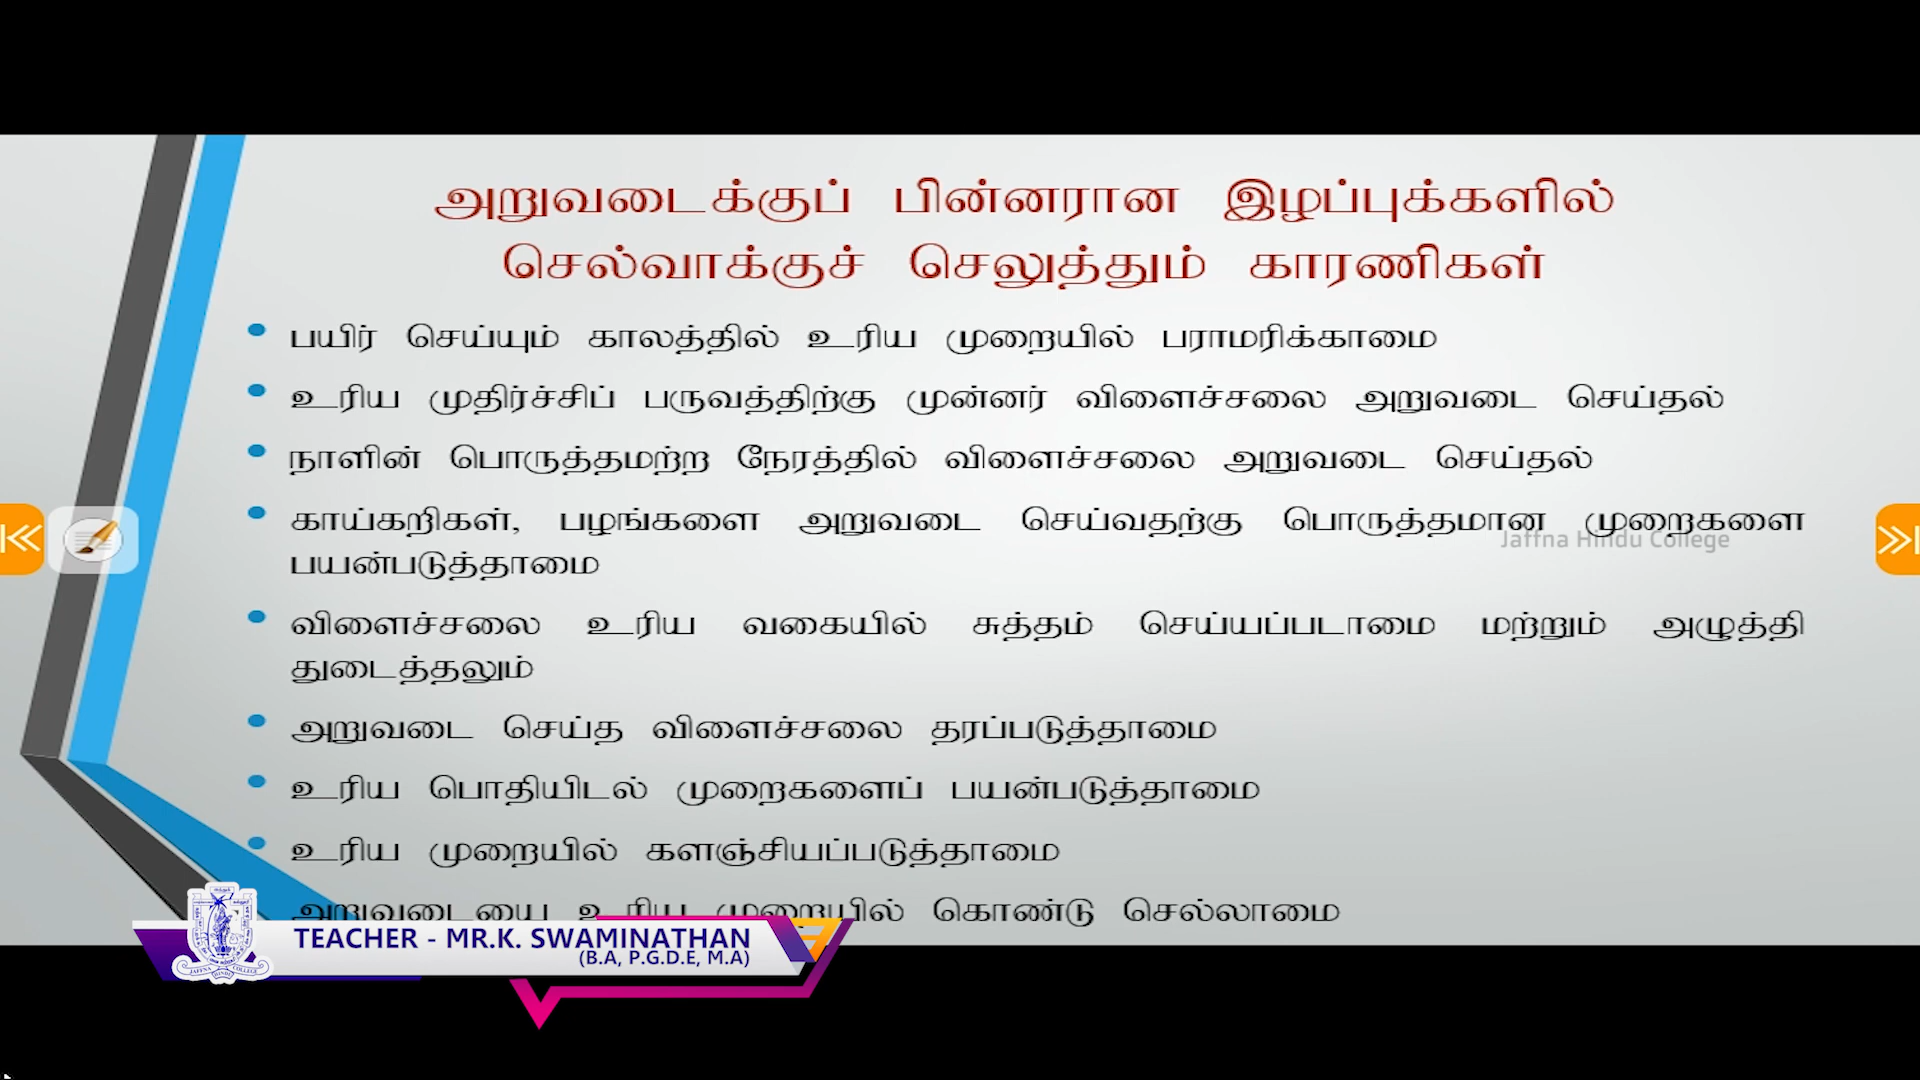 அறுவடைக்குப் பின்னரான இழப்புக்களில்
செல்வாக்குச் செலுத்தும் காரணிகள்
• பயிர் செய்யும் காலத்தில் உரிய முறையில் பராமரிக்காமை
• உரிய முதிர்ச்சிப் பருவத்திற்கு முன்னர் விளைச்சலை அறுவடை செய்தல்
• நாளின் பொருத்தமற்ற நேரத்தில் விளைச்சலை அறுவடை செய்தல்
• காய்கறிகள், பழங்களை அறுவடை செய்வதற்கு பொருத்தமான முறைகளை
பயன்படுத்தாமை
Jaffna Hindu College
• விளைச்சலை உரிய வகையில் சுத்தம் செய்யப்படாமை மற்றும் அழுத்தி
துடைத்தலும்
• அறுவடை செய்த விளைச்சலை தரப்படுத்தாமை
• உரிய பொதியிடல் முறைகளைப் பயன்படுத்தாமை
• உரிய முறையில் களஞ்சியப்படுத்தாமை
அறுவடையை உரிய முறையில் கொண்டு செல்லாமை
TEACHER - MR.K. SWAMINATHAN
(B.A, P.G.D.E, M.A)
JAFFNA HINDU COLLEGE